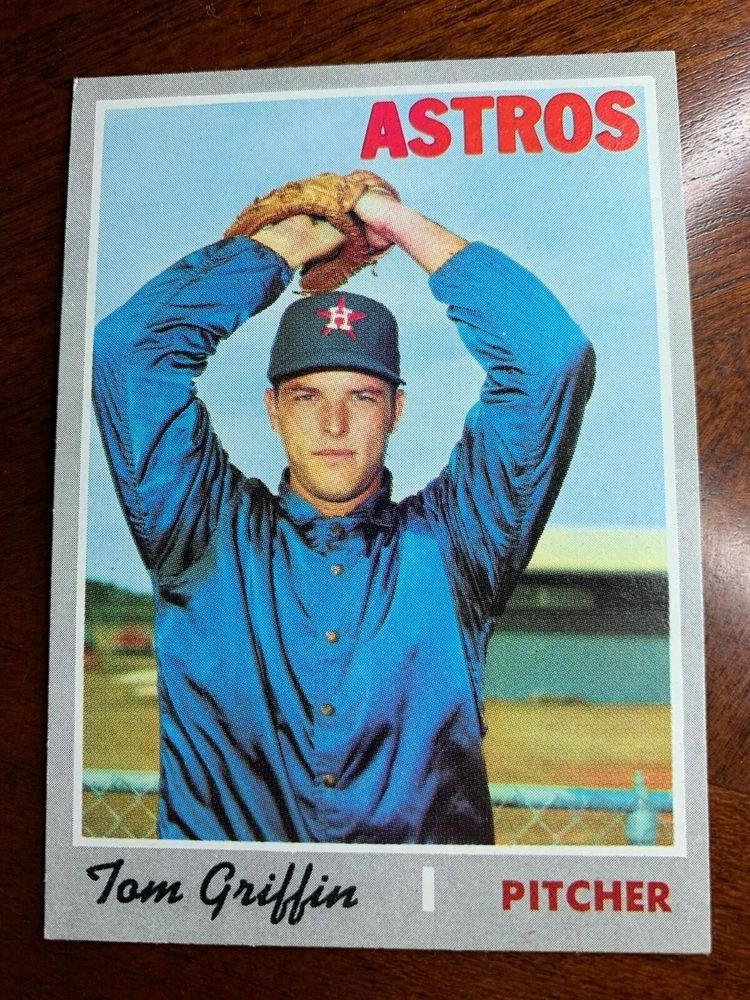 ASTROS
H
Tom Griffin
PITCHER